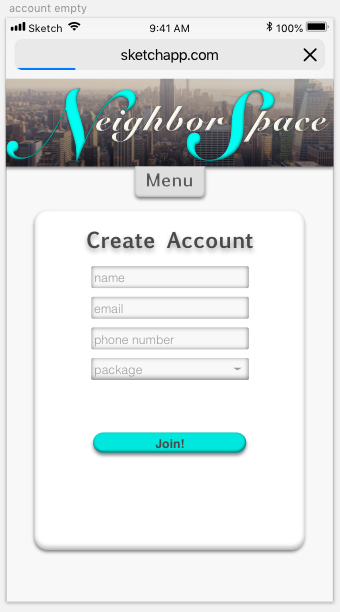 account empty
Sketch 9:41 AM 100%
sketchapp.com
NeighborSpace
Menu
Create Account
name
email
phone number
package
Join!